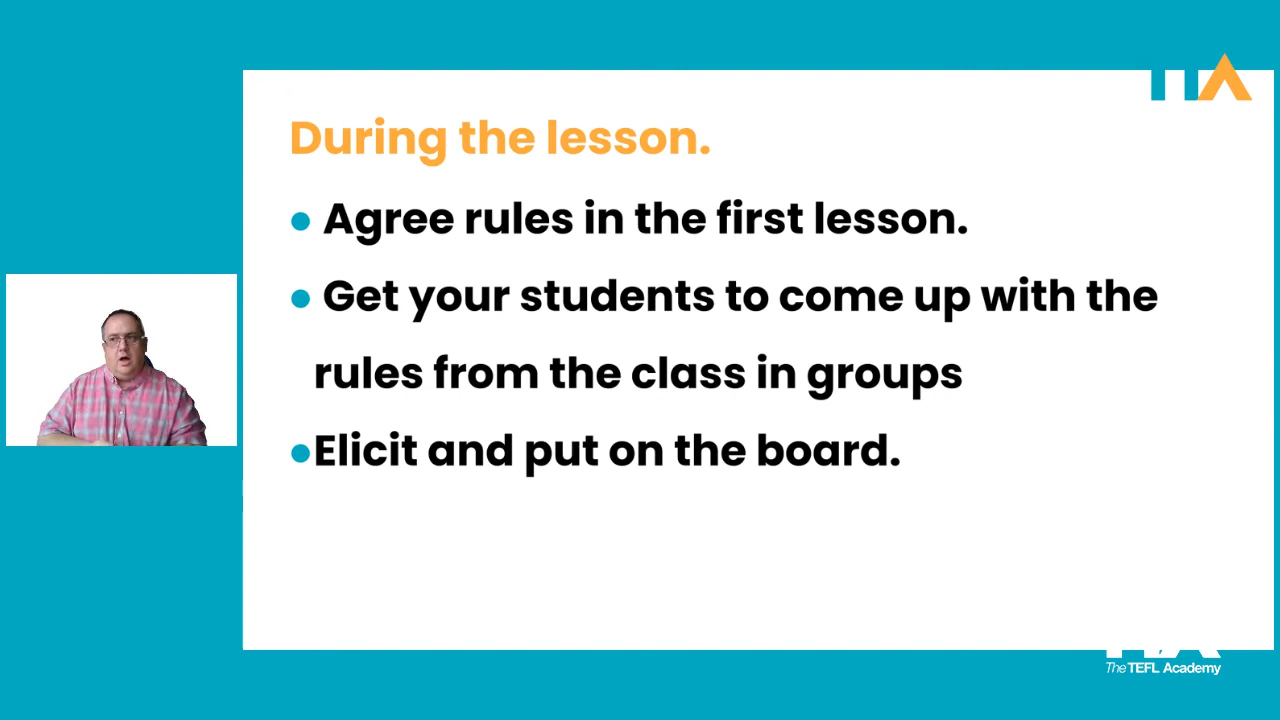 During the lesson.
• Agree rules in the first lesson.
• Get your students to come up with the
rules from the class in groups
•Elicit and put on the board.
The TEFL Academy